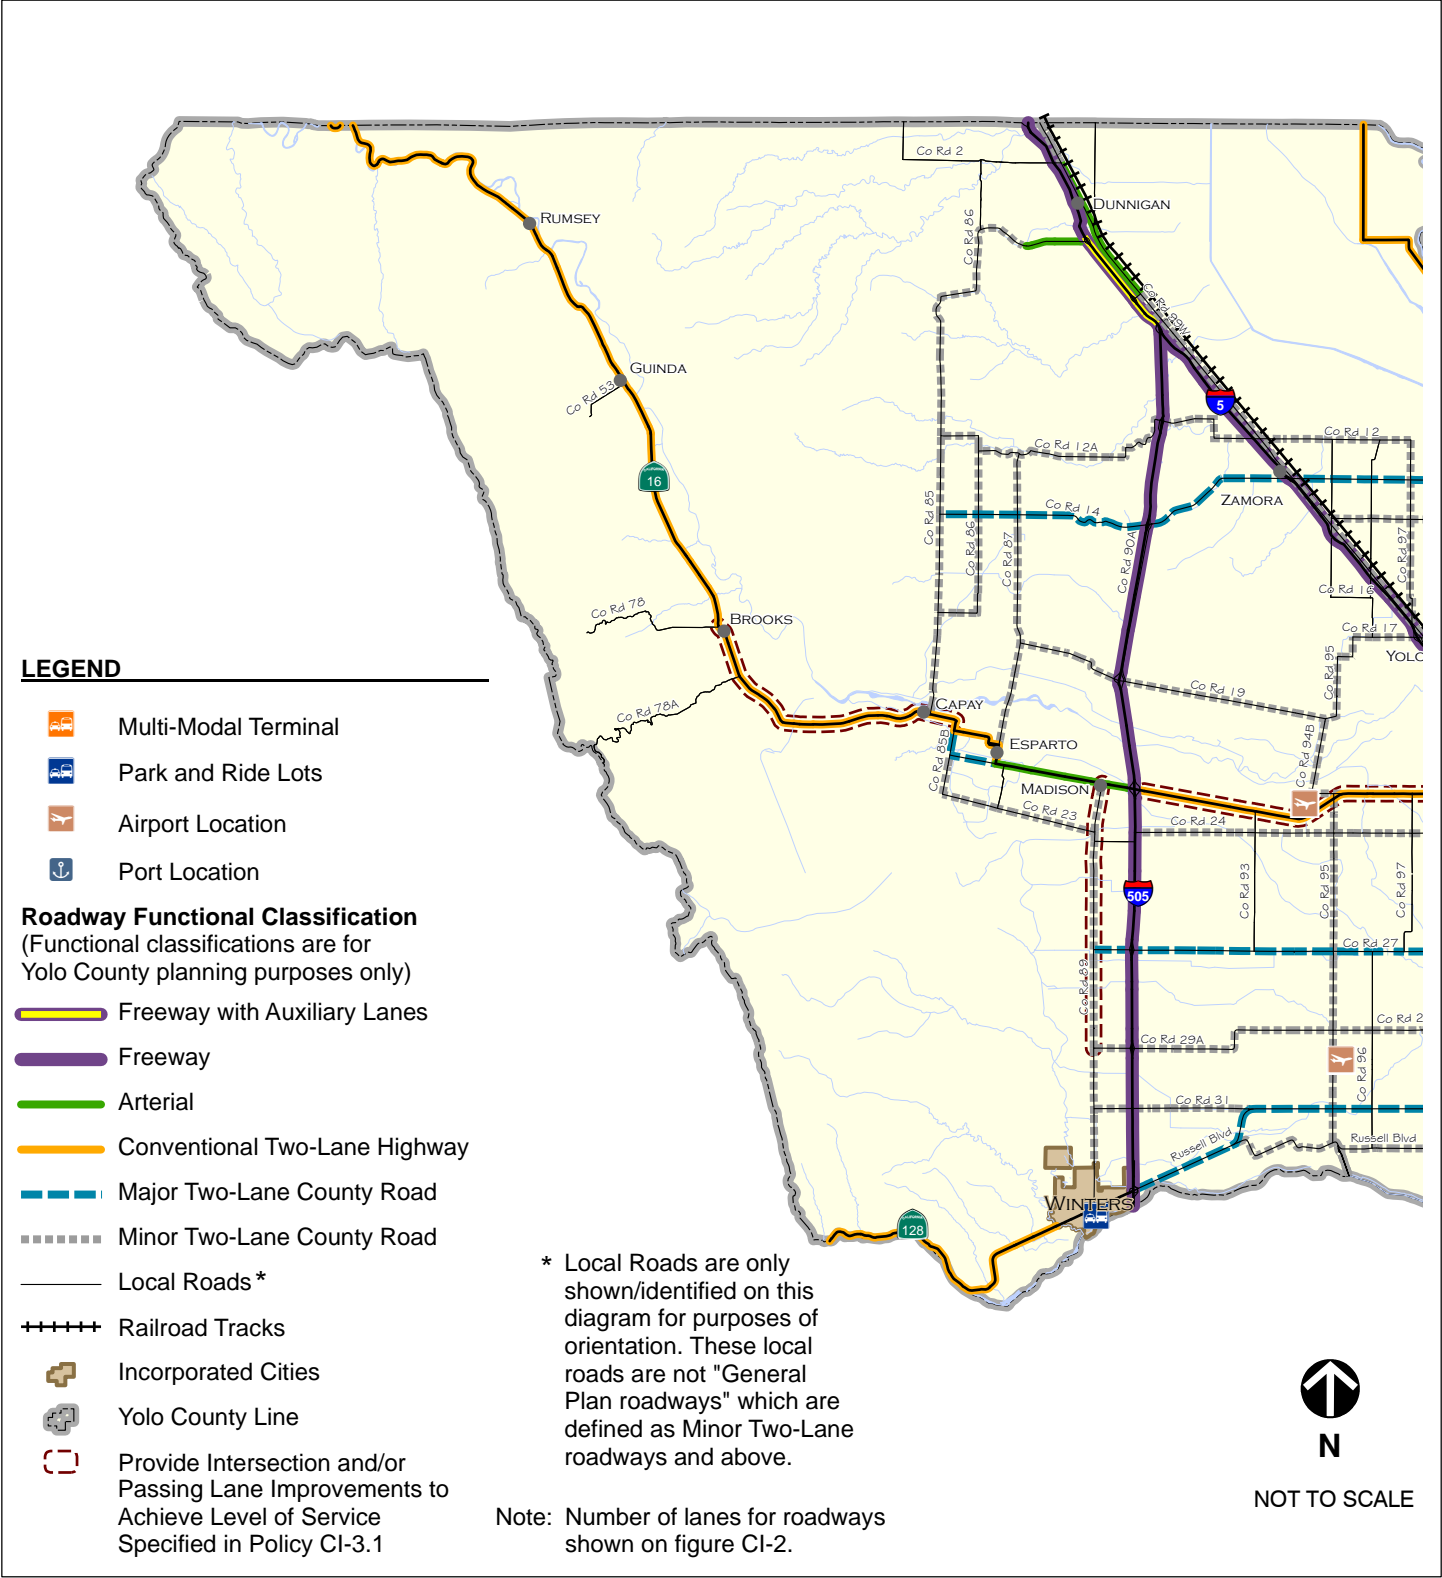 Co Rd 2
DUNNIGAN
RUMSEY
Co Rd 86
Co Rd 99W
GUINDA
Co Rd 53
5
Co Rd 12
Co Rd 12A
CALIFORNIA
16
ZAMORA
Co Rd 85
Co Rd 14
Co Rd 86
Co Rd 87
Co Rd 90A
Co Rd 97
Co Rd 16
Co Rd 78
BROOKS
Co Rd 17
YOLO
Co Rd 95
Co Rd 19
Co Rd 78A
CAPAY
Co Rd 94B
ESPARTO
Co Rd 85B
MADISON
Co Rd 23
Co Rd 24
505
Co Rd 93
Co Rd 95
Co Rd 97
Co Rd 27
Co Rd 89
Co Rd 2
Co Rd 29A
Co Rd 96
Co Rd 31
Russell Blvd
Russell Blvd
WINTERS
CALIFORNIA
128
LEGEND
Multi-Modal Terminal
Park and Ride Lots
Airport Location
Port Location
Roadway Functional Classification
(Functional classifications are for
Yolo County planning purposes only)
Freeway with Auxiliary Lanes
Freeway
Arterial
Conventional Two-Lane Highway
Major Two-Lane County Road
Minor Two-Lane County Road
Local Roads *
Railroad Tracks
Incorporated Cities
Yolo County Line
Provide Intersection and/or
Passing Lane Improvements to
Achieve Level of Service
Specified in Policy CI-3.1
* Local Roads are only
shown/identified on this
diagram for purposes of
orientation. These local
roads are not "General
Plan roadways" which are
defined as Minor Two-Lane
roadways and above.
Note: Number of lanes for roadways
shown on figure CI-2.
N
NOT TO SCALE